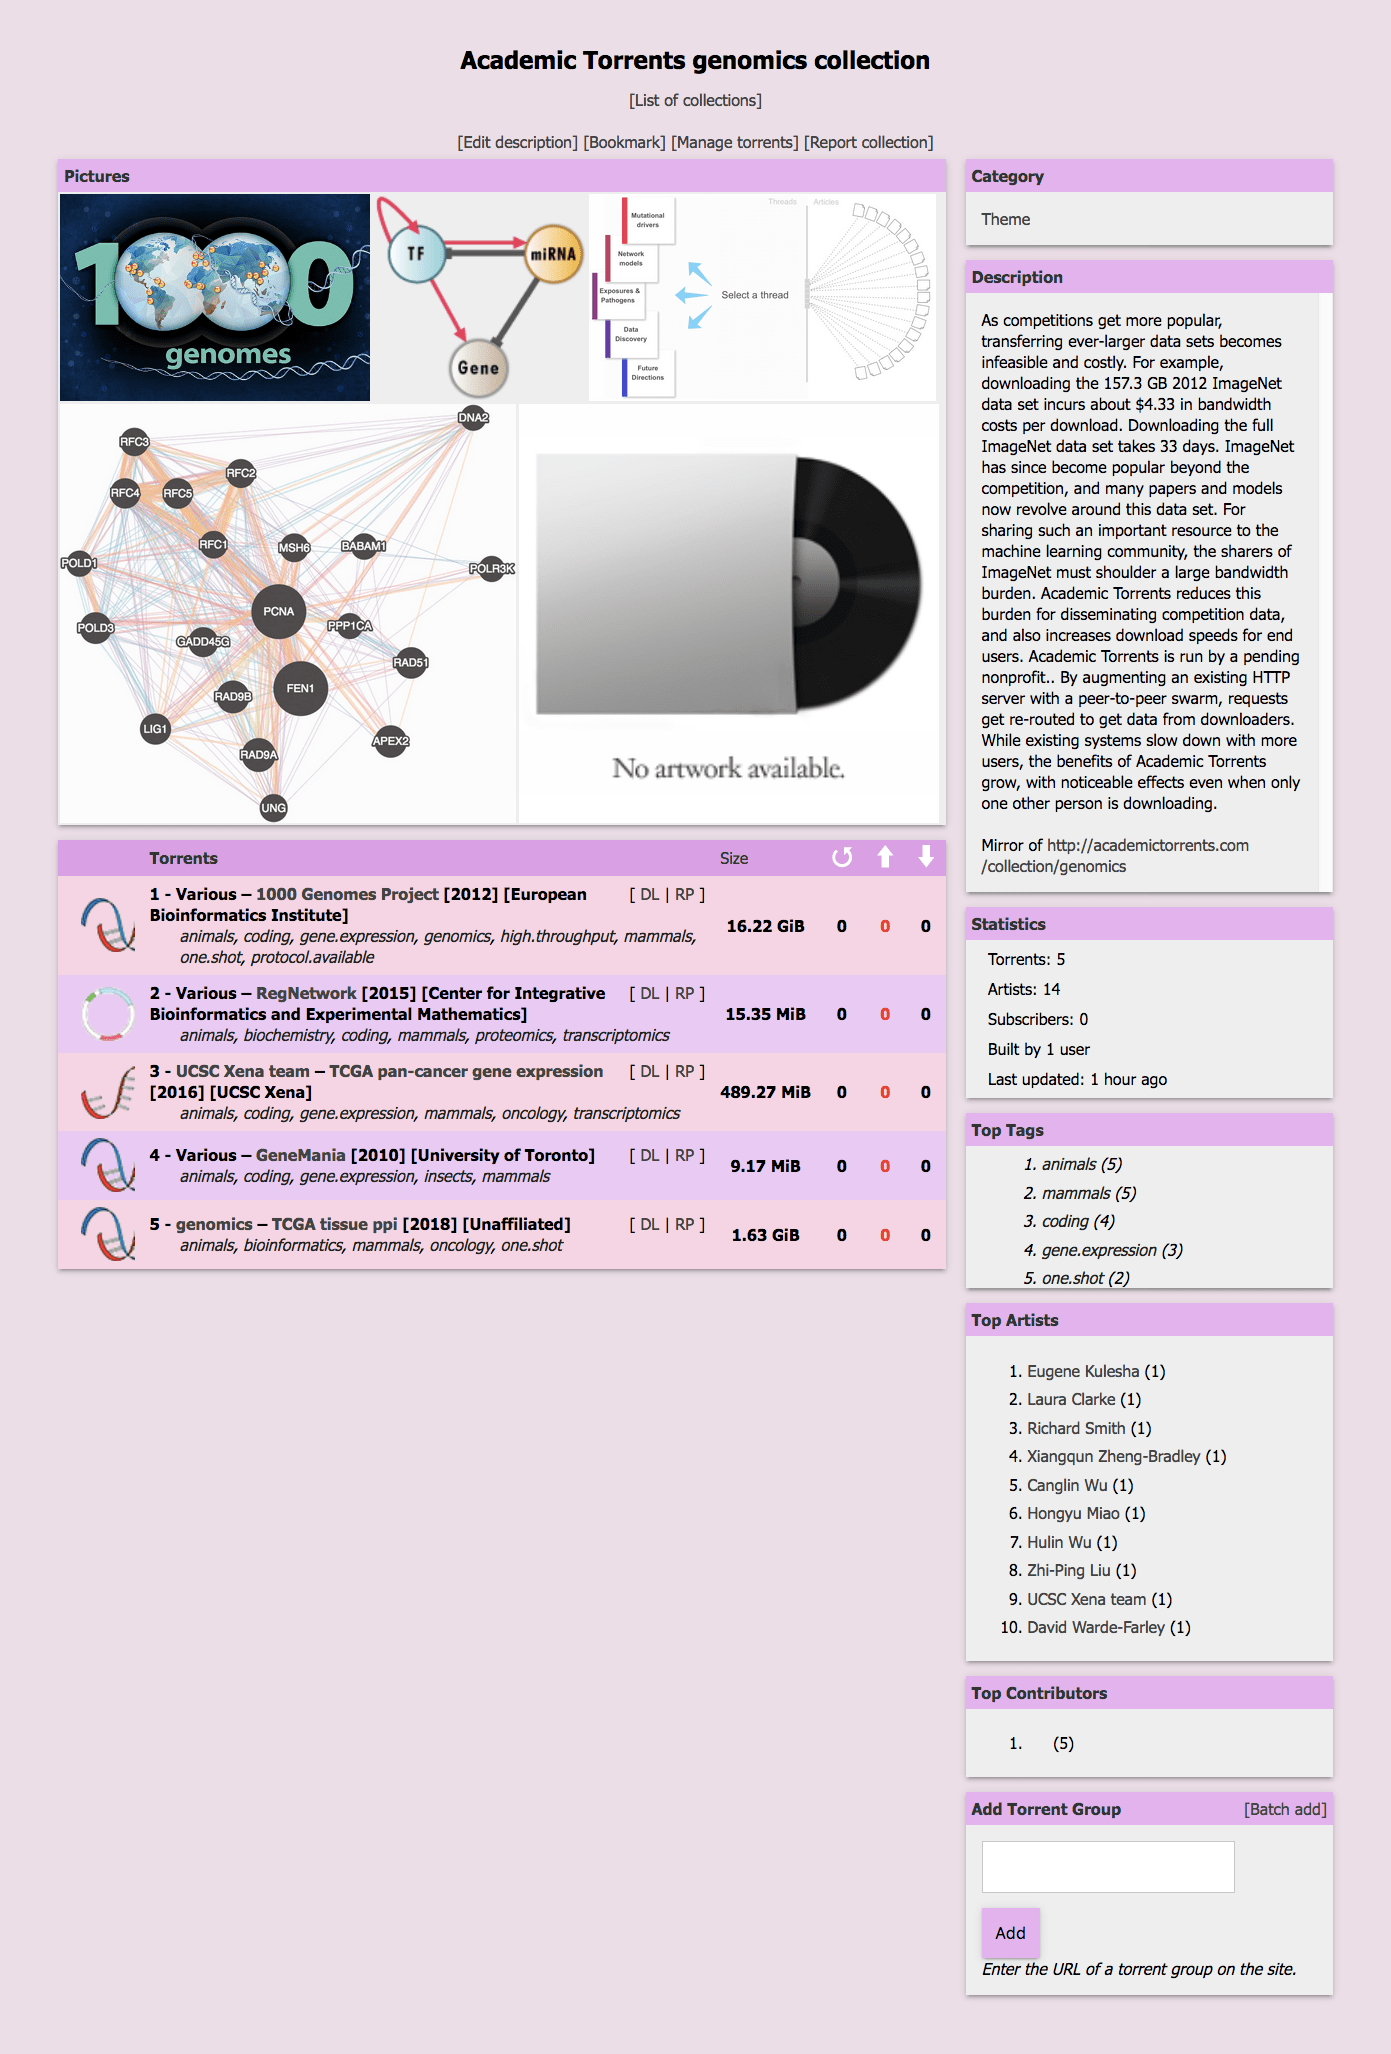 Academic Torrents genomics collection
[List of collections]
[Edit description] [Bookmark] [Manage torrents] [Report collection]
Pictures
1000
genomes
TF
miRNA
Gene
Threads
Articles
Mutational
drivers
Network
models
Exposures &
Pathogens
Data
Discovery
Future
Directions
Select a thread
DNA2
RFC3
RFC2
RFC4
RFC5
RFC1
MSH6
BABAM1
POLD1
POLR3K
PCNA
POLD3
PPP1CA
GADD45G
RAD51
FEN1
RAD9B
LIG1
APEX2
RAD9A
UNG
No artwork available.
Torrents
Size
1 - Various – 1000 Genomes Project [2012] [European
Bioinformatics Institute]
[ DL | RP ]
animals, coding, gene.expression, genomics, high.throughput, mammals,
one.shot, protocol.available
16.22 GiB 0 0 0
2 - Various – RegNetwork [2015] [Center for Integrative
Bioinformatics and Experimental Mathematics]
[ DL | RP ]
animals, biochemistry, coding, mammals, proteomics, transcriptomics
15.35 MiB 0 0 0
3 - UCSC Xena team – TCGA pan-cancer gene expression
[2016] [UCSC Xena]
[ DL | RP ]
animals, coding, gene.expression, mammals, oncology, transcriptomics
489.27 MiB 0 0 0
4 - Various – GeneMania [2010] [University of Toronto]
[ DL | RP ]
animals, coding, gene.expression, insects, mammals
9.17 MiB 0 0 0
5 - genomics – TCGA tissue ppi [2018] [Unaffiliated]
[ DL | RP ]
animals, bioinformatics, mammals, oncology, one.shot
1.63 GiB 0 0 0
Category
Theme
Description
As competitions get more popular,
transferring ever-larger data sets becomes
infeasible and costly. For example,
downloading the 157.3 GB 2012 ImageNet
data set incurs about $4.33 in bandwidth
costs per download. Downloading the full
ImageNet data set takes 33 days. ImageNet
has since become popular beyond the
competition, and many papers and models
now revolve around this data set. For
sharing such an important resource to the
machine learning community, the sharers of
ImageNet must shoulder a large bandwidth
burden. Academic Torrents reduces this
burden for disseminating competition data,
and also increases download speeds for end
users. Academic Torrents is run by a pending
nonprofit.. By augmenting an existing HTTP
server with a peer-to-peer swarm, requests
get re-routed to get data from downloaders.
While existing systems slow down with more
users, the benefits of Academic Torrents
grow, with noticeable effects even when only
one other person is downloading.
Mirror of http://academictorrents.com
/collection/genomics
Statistics
Torrents: 5
Artists: 14
Subscribers: 0
Built by 1 user
Last updated: 1 hour ago
Top Tags
1. animals (5)
2. mammals (5)
3. coding (4)
4. gene.expression (3)
5. one.shot (2)
Top Artists
1. Eugene Kulesha (1)
2. Laura Clarke (1)
3. Richard Smith (1)
4. Xiangqun Zheng-Bradley (1)
5. Canglin Wu (1)
6. Hongyu Miao (1)
7. Hulin Wu (1)
8. Zhi-Ping Liu (1)
9. UCSC Xena team (1)
10. David Warde-Farley (1)
Top Contributors
1. (5)
Add Torrent Group
[Batch add]
Add
Enter the URL of a torrent group on the site.